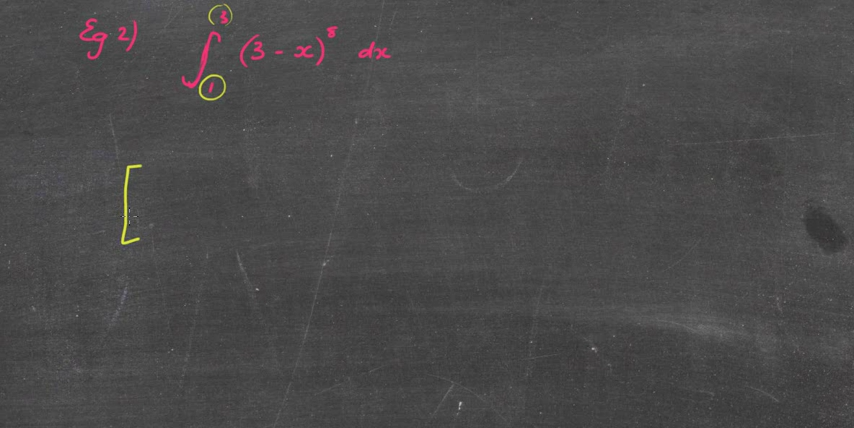 Eg 2) ∫₁³ (3 - x)⁸ dx
[